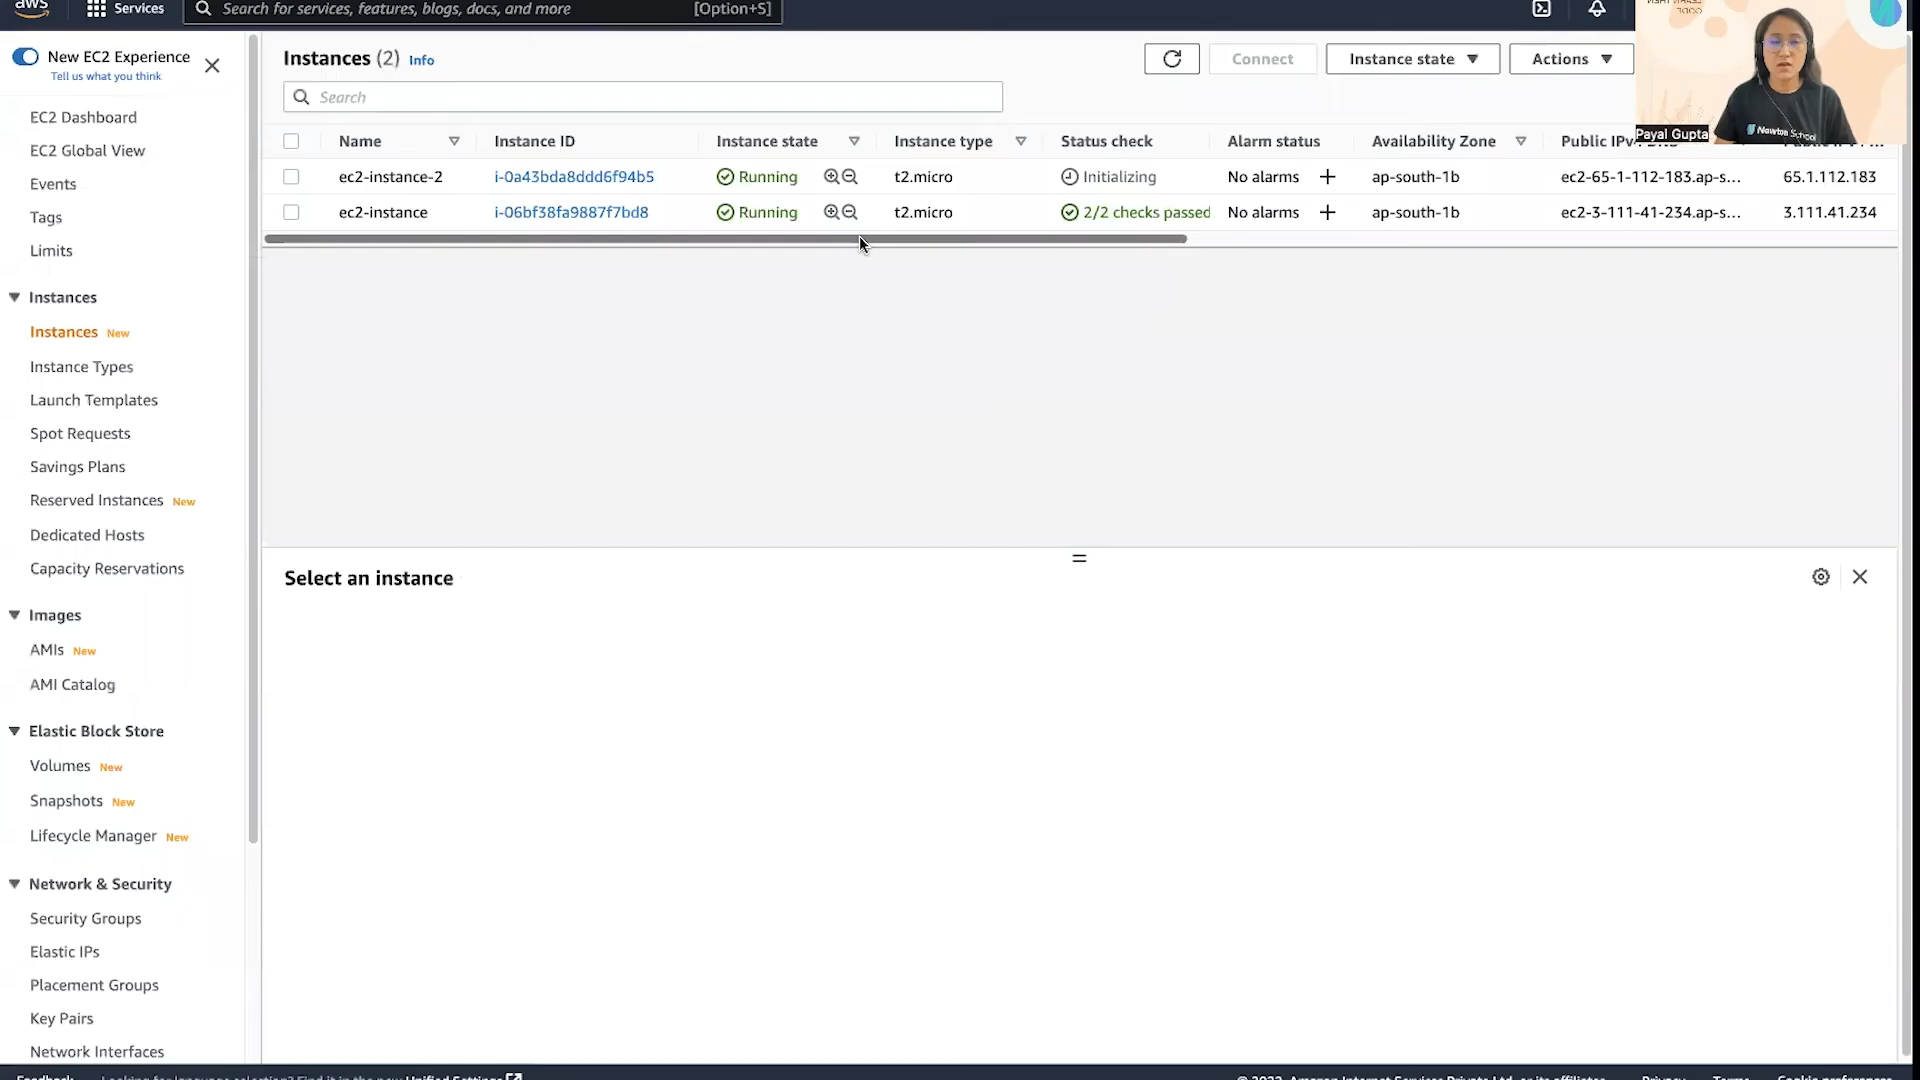 aws
Services
Search for services, features, blogs, docs, and more
[Option+S]
New EC2 Experience
Tell us what you think
EC2 Dashboard
EC2 Global View
Events
Tags
Limits
Instances
Instances New
Instance Types
Launch Templates
Spot Requests
Savings Plans
Reserved Instances New
Dedicated Hosts
Capacity Reservations
Images
AMIs New
AMI Catalog
Elastic Block Store
Volumes New
Snapshots New
Lifecycle Manager New
Network & Security
Security Groups
Elastic IPs
Placement Groups
Key Pairs
Network Interfaces
Instances (2) Info
Connect
Instance state
Actions
Search
Name Instance ID Instance state Instance type Status check Alarm status Availability Zone Public IPv
ec2-instance-2 i-0a43bda8ddd6f94b5 Running t2.micro Initializing No alarms + ap-south-1b ec2-65-1-112-183.ap-s... 65.1.112.183
ec2-instance i-06bf38fa9887f7bd8 Running t2.micro 2/2 checks passed No alarms + ap-south-1b ec2-3-111-41-234.ap-s... 3.111.41.234
Select an instance
Payal Gupta
Newton School
Feedback
Looking for language selection? Find it in the new Unified Settings
Amazon Internet Services Private Ltd. or its affiliates.
Privacy
Terms
Cookie preferences